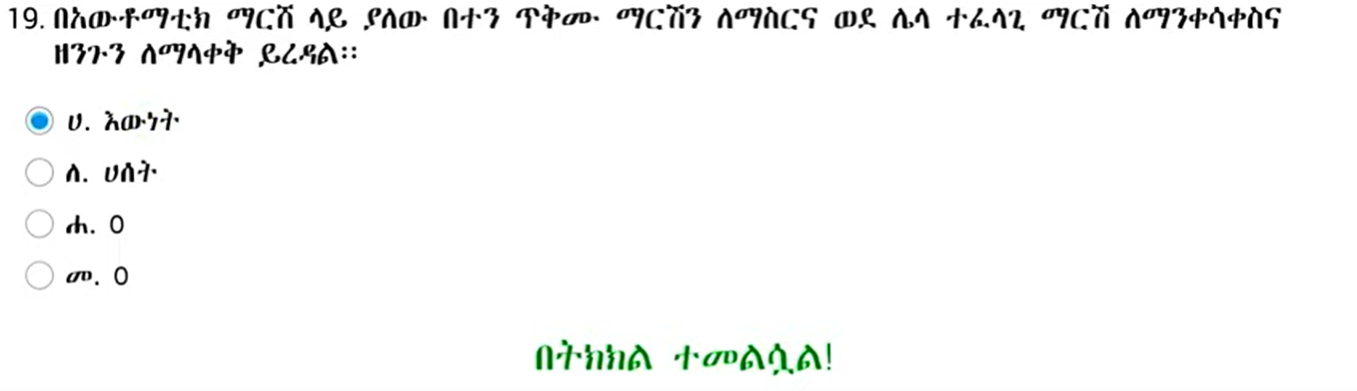 19. በአውቶማቲክ ማርሽ ላይ ያለው በተን ጥቅሙ ማርሽን ለማስርና ወደ ሌላ ተፈላጊ ማርሽ ለማንቀሳቀስና
ዘንጉን ለማላቀቅ ይረዳል።
ሀ. እውነት
ለ. ሀሰት
ሐ. 0
መ. 0
በትክክል ተመልሷል!